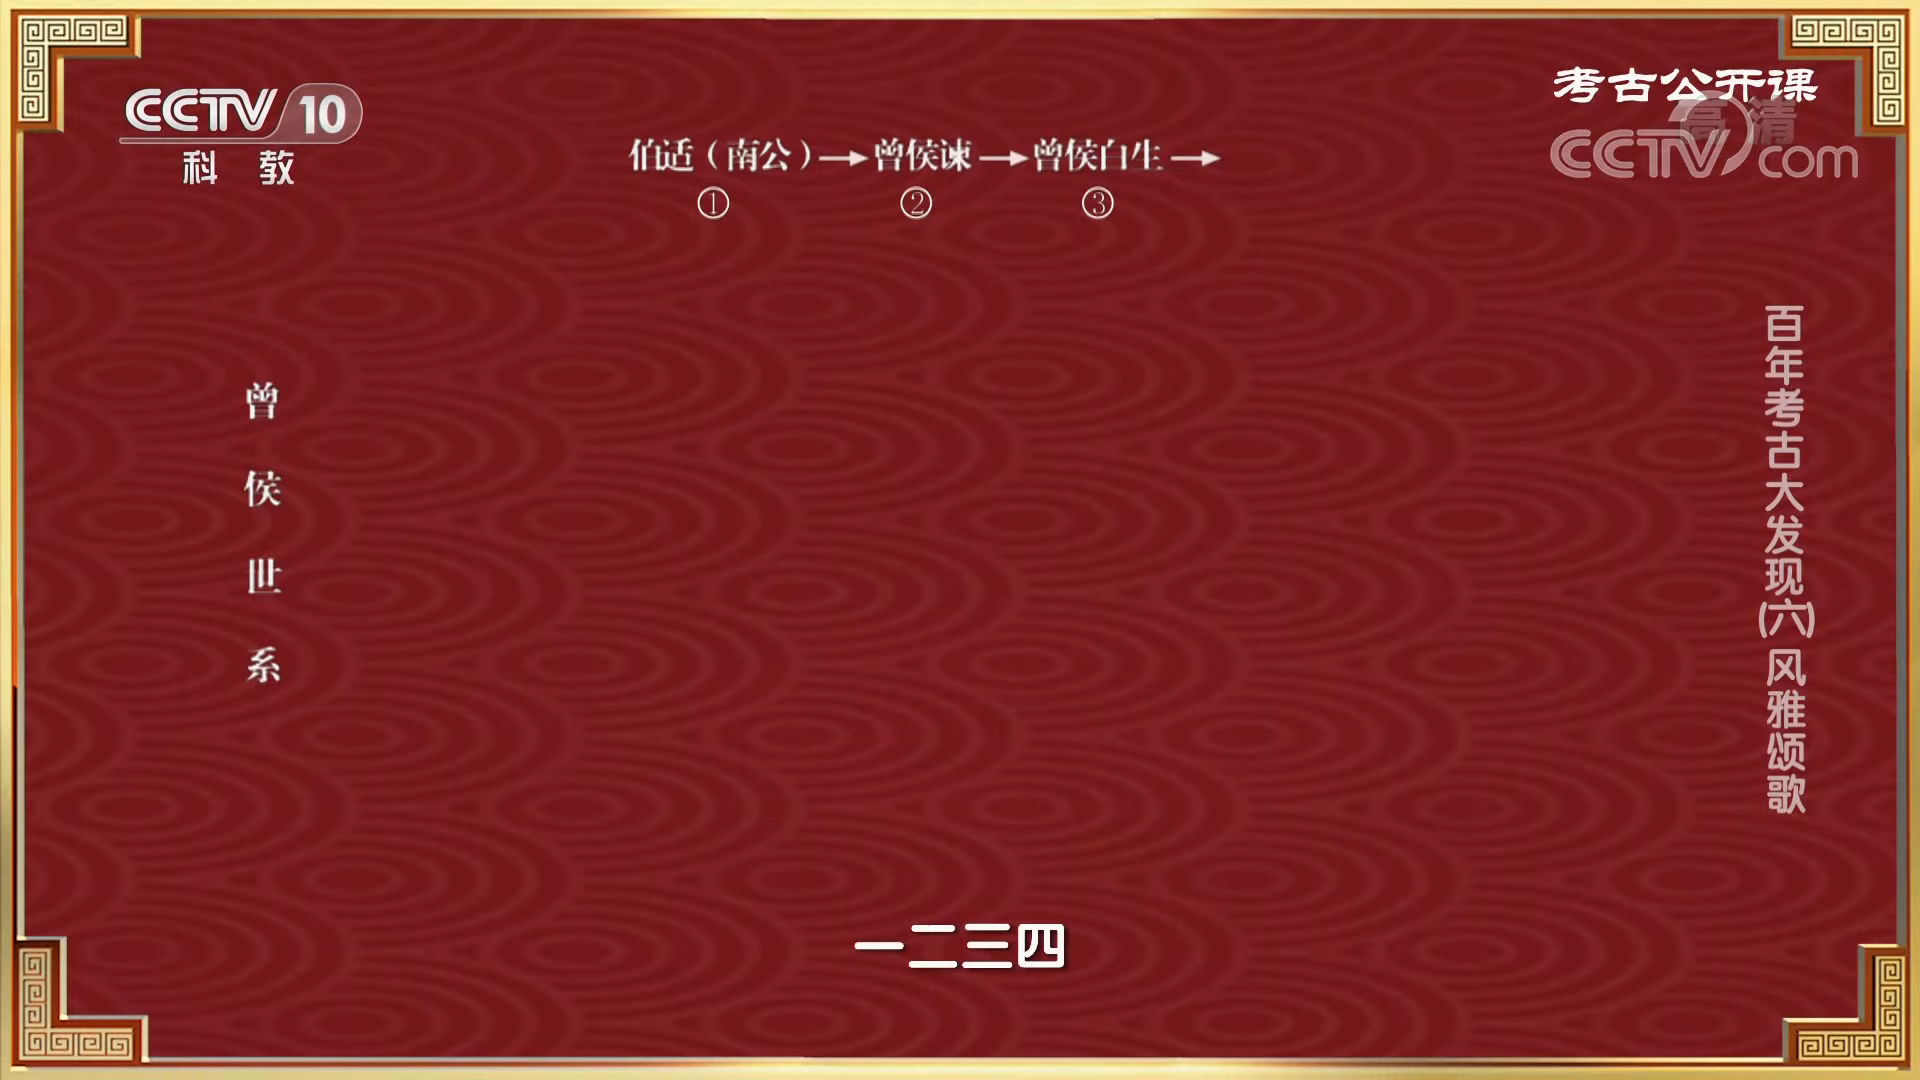 CCTV 10
科 教
考古公开课
高清
CCTV.com
伯适（南公）→曾侯谏→曾侯白生→
① ② ③
曾侯世系
百年考古大发现(六) 风雅颂歌
一二三四